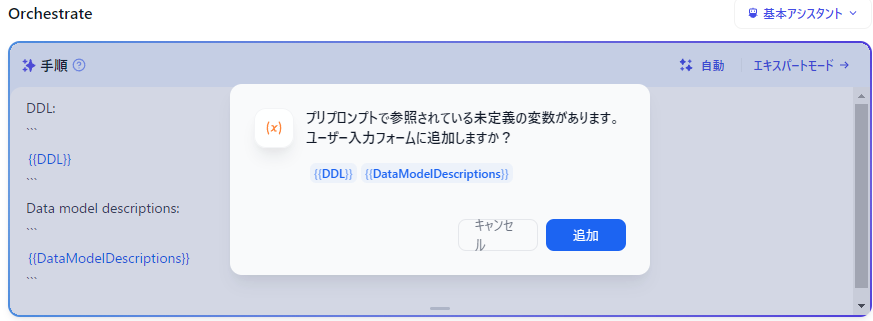 Orchestrate
基本アシスタント
手順
自動
エキスパートモード →
DDL:
```
{{DDL}}
```
Data model descriptions:
```
{{DataModelDescriptions}}
```
(x)
プリプロンプトで参照されている未定義の変数があります。
ユーザー入力フォームに追加しますか？
{{DDL}} {{DataModelDescriptions}}
キャンセ
ル
追加